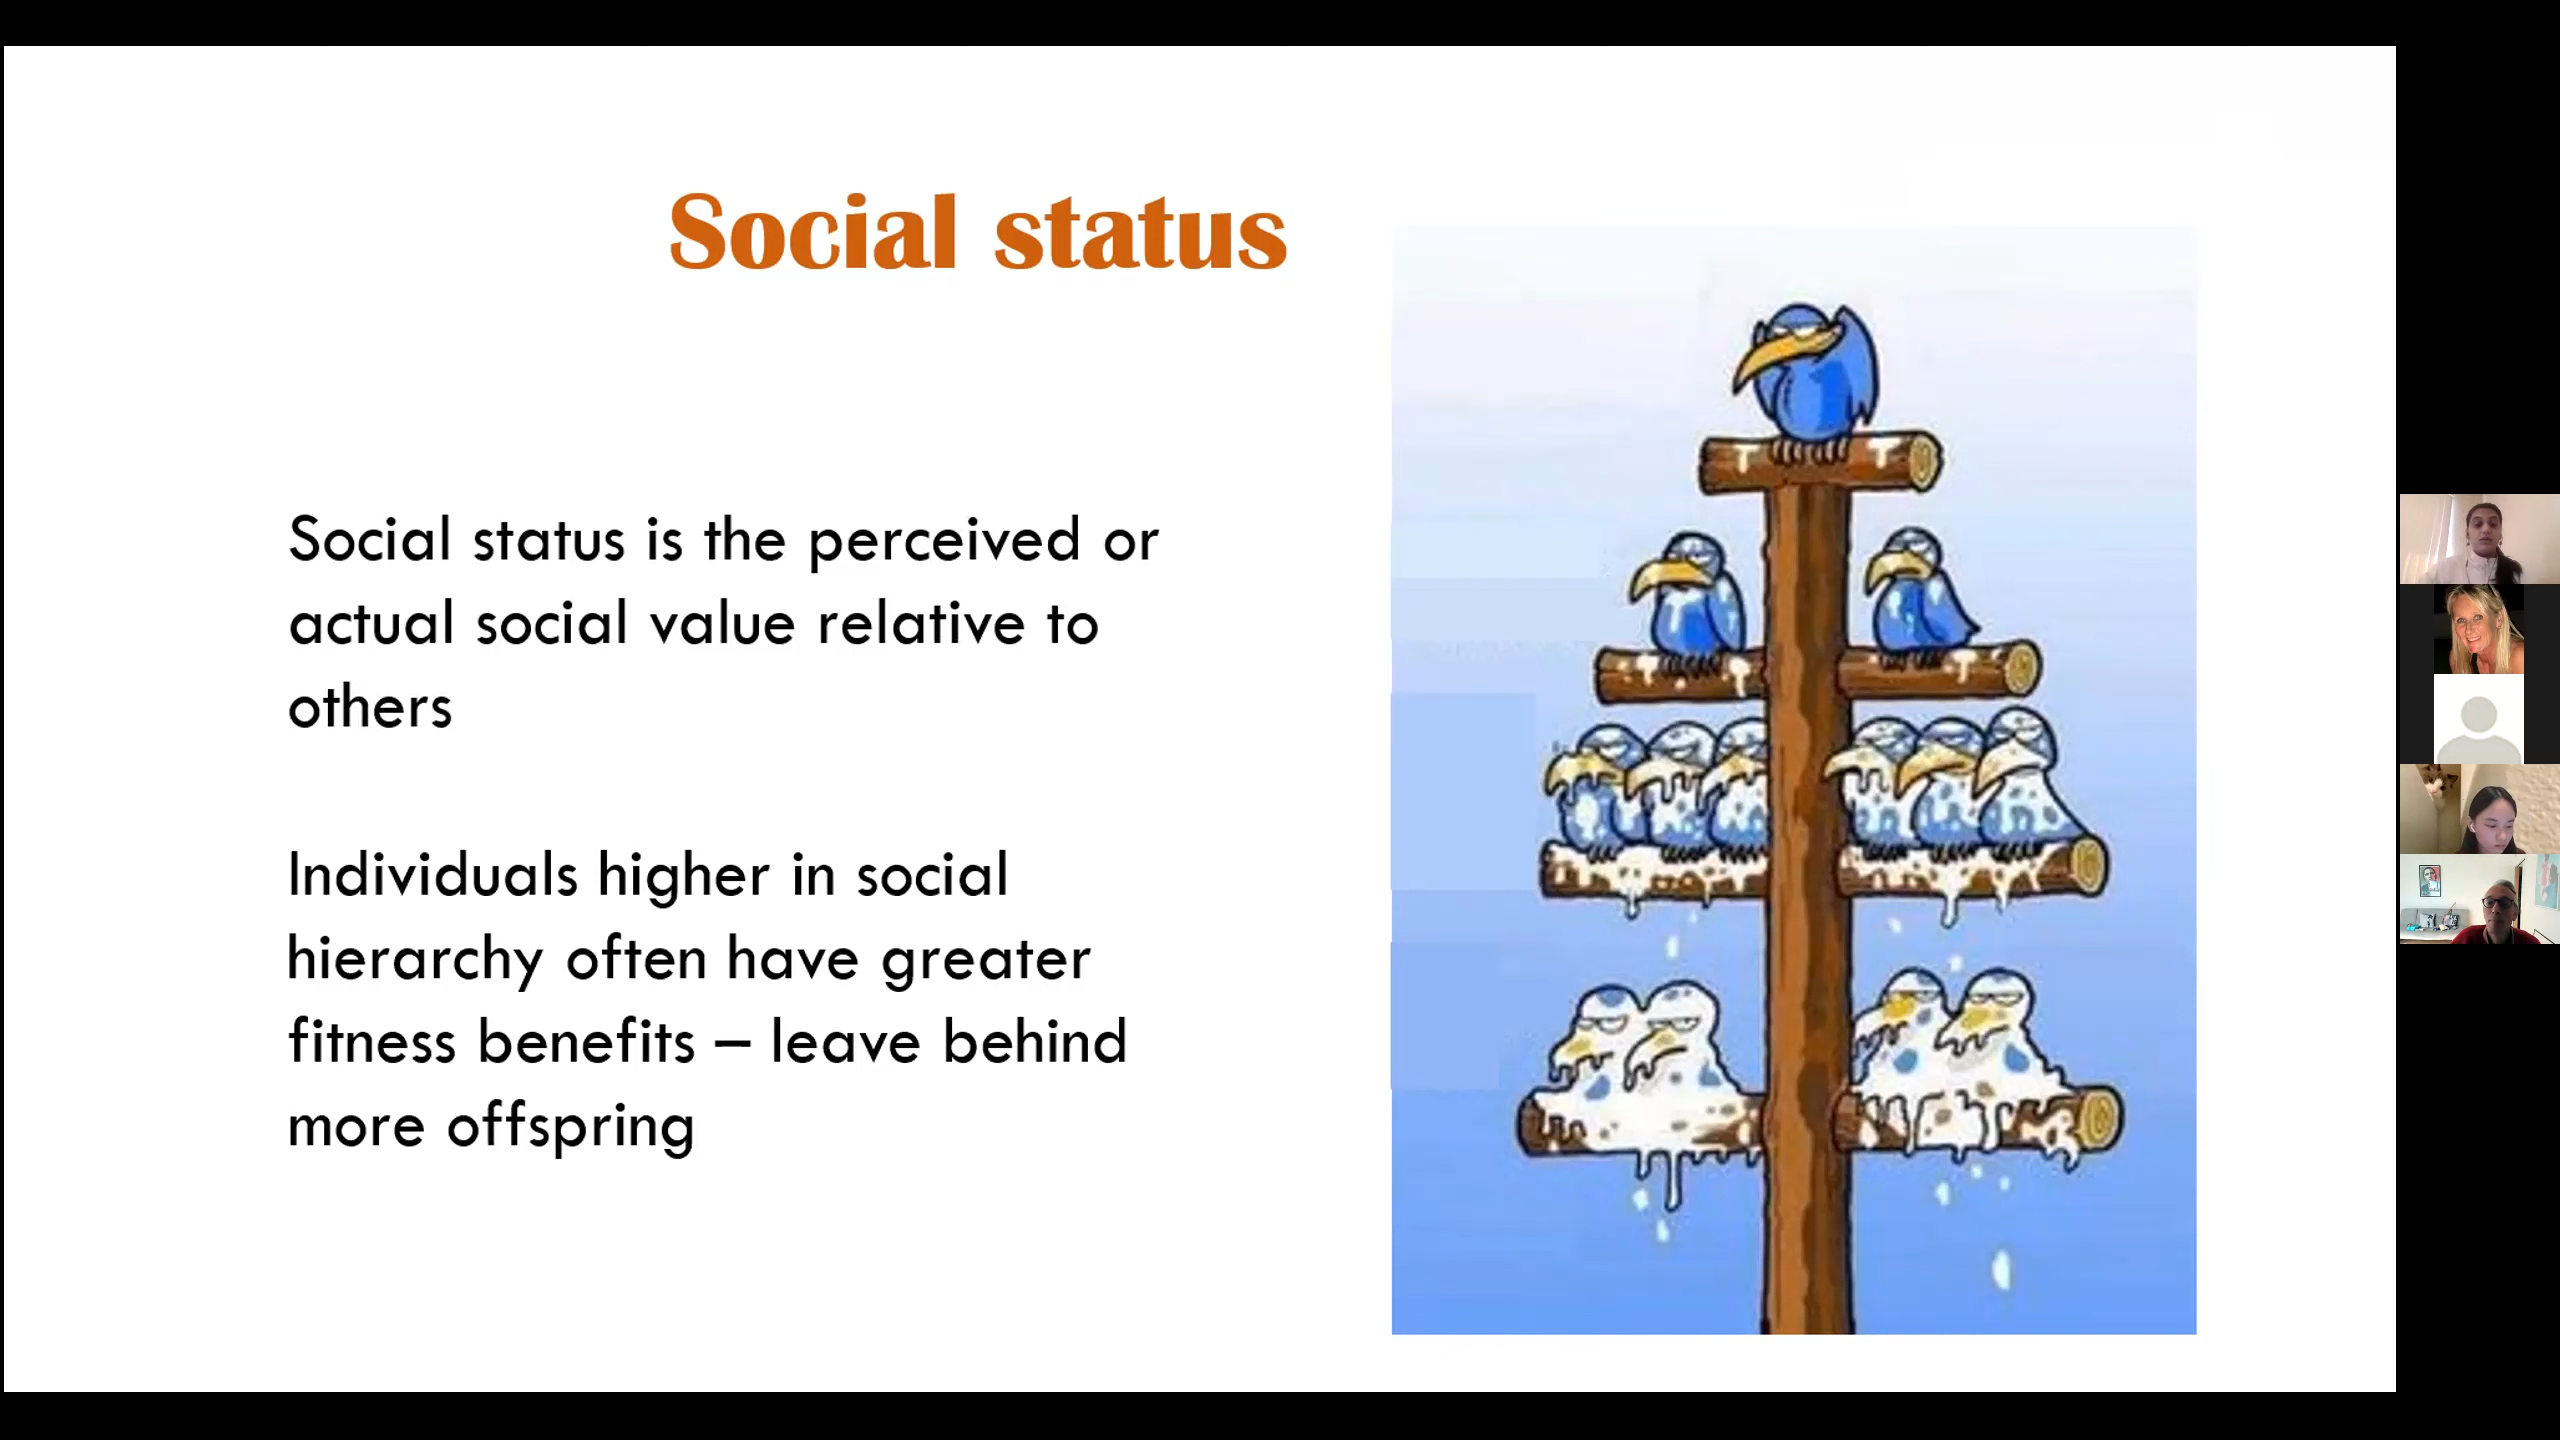 Social status
Social status is the perceived or
actual social value relative to
others
Individuals higher in social
hierarchy often have greater
fitness benefits – leave behind
more offspring